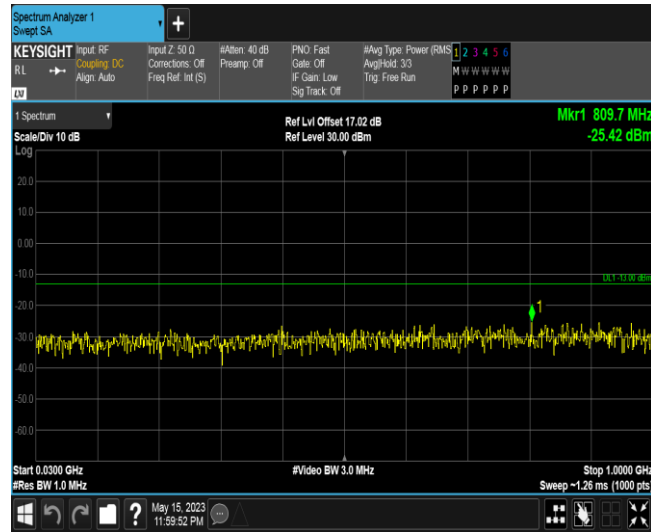 Spectrum Analyzer 1
Swept SA
+
KEYSIGHT
RL
LXI
Input: RF
Coupling: DC
Align: Auto
Input Z: 50 Ω
Corrections: Off
Freq Ref: Int (S)
#Atten: 40 dB
Preamp: Off
PNO: Fast
Gate: Off
IF Gain: Low
Sig Track: Off
#Avg Type: Power (RMS
Avg|Hold: 3/3
Trig: Free Run
1 2 3 4 5 6
M W W W W W
P P P P P P
1 Spectrum
Scale/Div 10 dB
Log
Ref Lvl Offset 17.02 dB
Ref Level 30.00 dBm
Mkr1 809.7 MHz
-25.42 dBm
20.0
10.0
0.00
-10.0
DL1 -13.00 dBm
-20.0
1
-30.0
-40.0
-50.0
-60.0
Start 0.0300 GHz
#Video BW 3.0 MHz
Stop 1.0000 GHz
#Res BW 1.0 MHz
Sweep ~1.26 ms (1000 pts)
?
May 15, 2023
11:59:52 PM